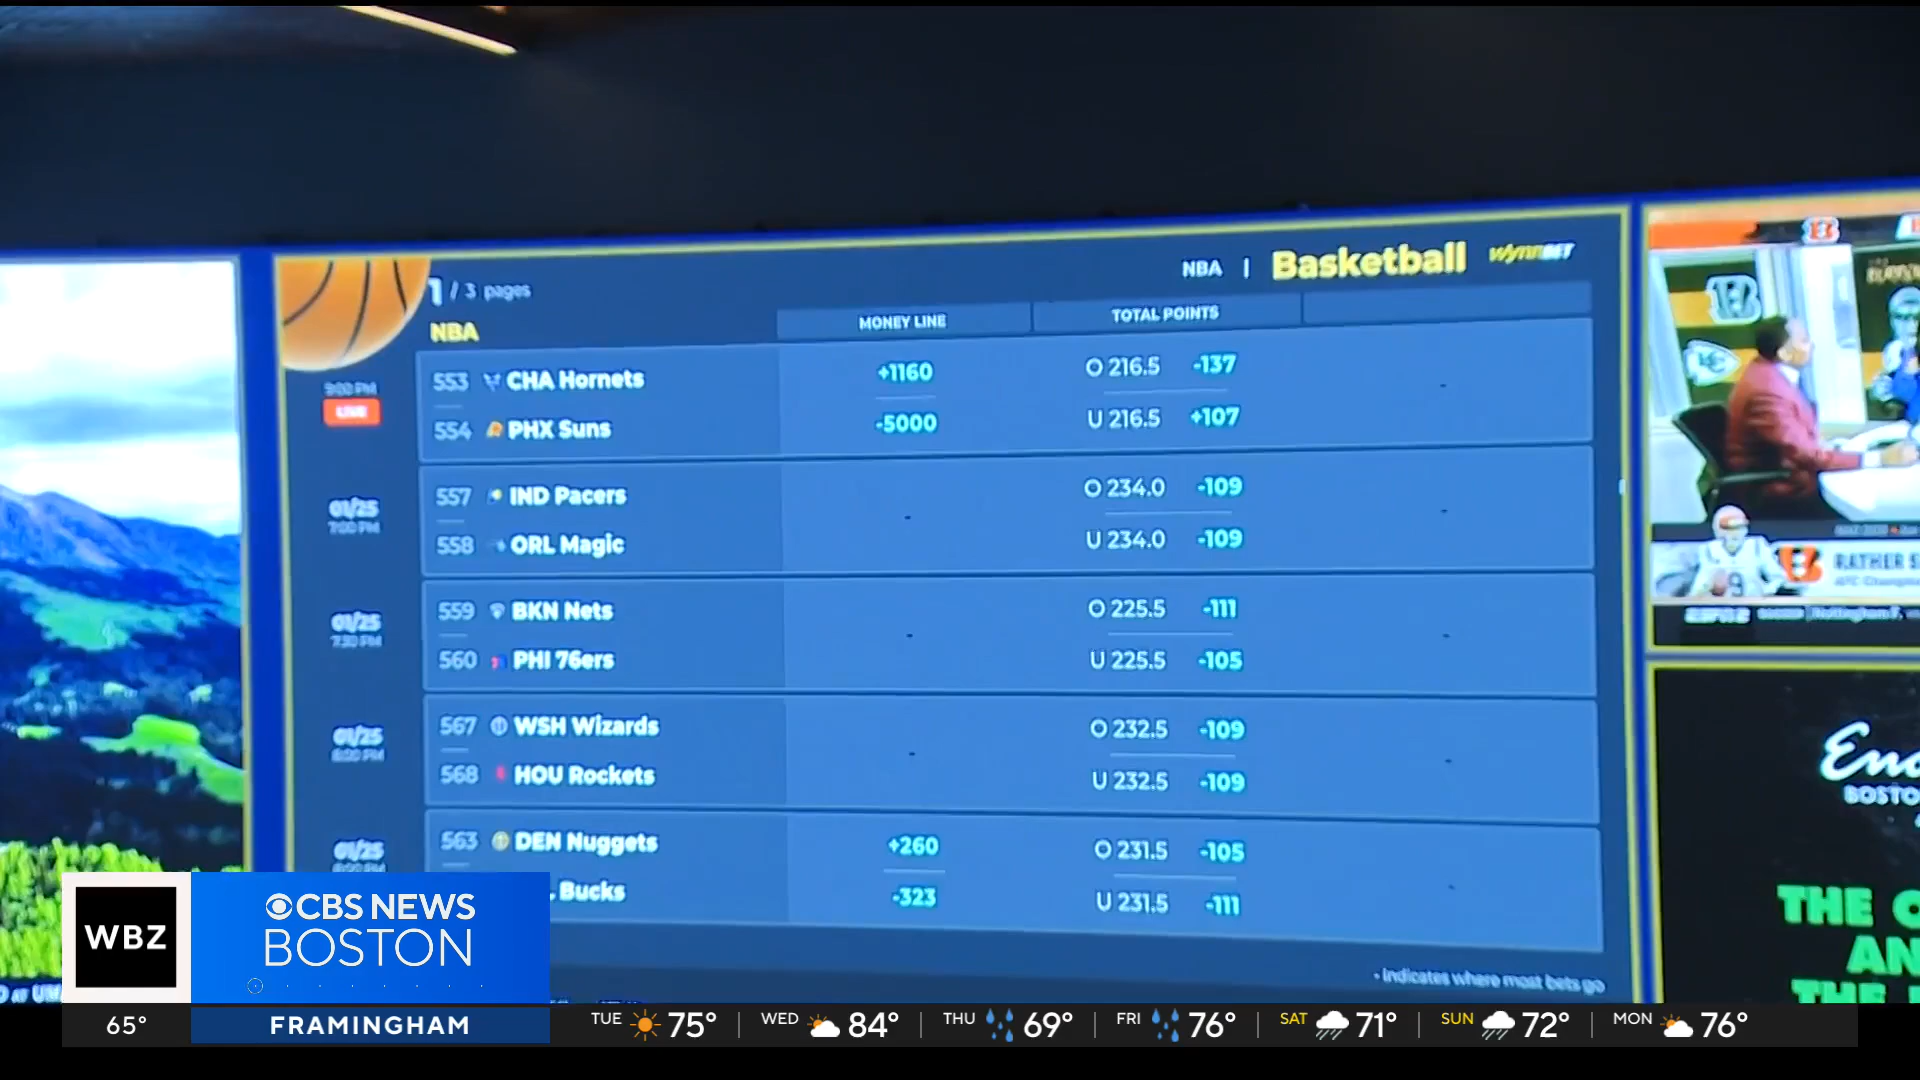 1 / 3 pages
NBA | Basketball WynnBET
NBA
MONEY LINE TOTAL POINTS
9:00 PM
LIVE
553 CHA Hornets +1160 O 216.5 -137
554 PHX Suns -5000 U 216.5 +107
01/25
7:00 PM
557 IND Pacers - O 234.0 -109 -
558 ORL Magic U 234.0 -109
01/25
7:30 PM
559 BKN Nets - O 225.5 -111 -
560 PHI 76ers U 225.5 -105
01/25
8:00 PM
567 WSH Wizards - O 232.5 -109 -
568 HOU Rockets U 232.5 -109
01/25
563 DEN Nuggets +260 O 231.5 -105 -
Bucks -323 U 231.5 -111
- Indicates where most bets go
RATHER
BOSTO
THE
AN
WBZ
CBS NEWS
BOSTON
65° FRAMINGHAM TUE 75° | WED 84° | THU 69° | FRI 76° | SAT 71° | SUN 72° | MON 76°